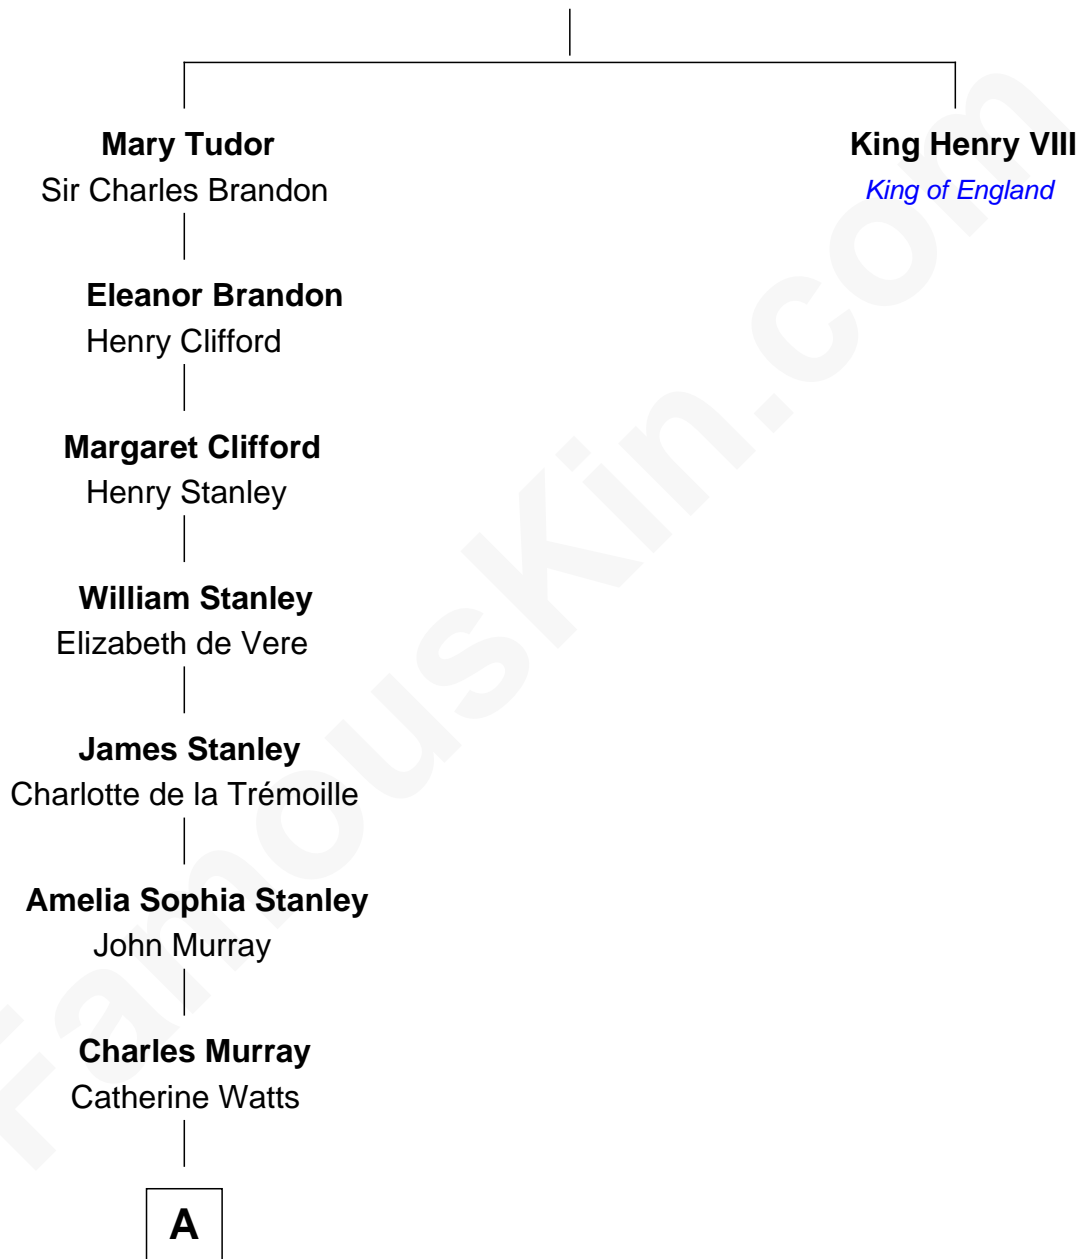 Mary Tudor
Sir Charles Brandon
King Henry VIII
King of England
Eleanor Brandon
Henry Clifford
Margaret Clifford
Henry Stanley
William Stanley
Elizabeth de Vere
James Stanley
Charlotte de la Trémoille
Amelia Sophia Stanley
John Murray
Charles Murray
Catherine Watts
A
FamousKin.com